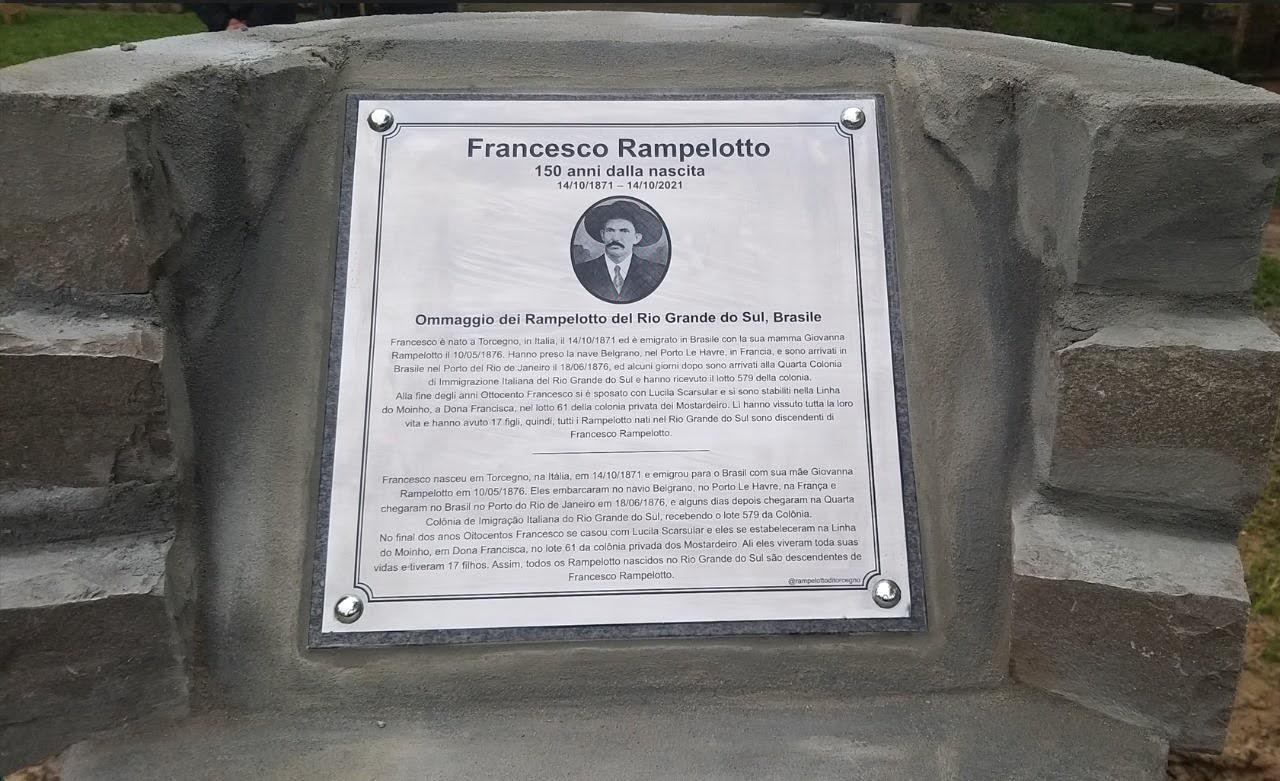 Francesco Rampelotto
150 anni dalla nascita
14/10/1871 – 14/10/2021
Ommaggio dei Rampelotto del Rio Grande do Sul, Brasile
Francesco è nato a Torcegno, in Italia, il 14/10/1871 ed è emigrato in Brasile con la sua mamma Giovanna
Rampelotto il 10/05/1876. Hanno preso la nave Belgrano, nel Porto Le Havre, in Francia, e sono arrivati in
Brasile nel Porto del Rio de Janeiro il 18/06/1876, ed alcuni giorni dopo sono arrivati alla Quarta Colonia
di Immigrazione Italiana del Rio Grande do Sul e hanno ricevuto il lotto 579 della colonia.
Alla fine degli anni Ottocento Francesco si è sposato con Lucila Scarsular e si sono stabiliti nella Linha
do Moinho, a Dona Francisca, nel lotto 61 della colonia privata dei Mostardeiro. Lì hanno vissuto tutta la loro
vita e hanno avuto 17 figli, quindi, tutti i Rampelotto nati nel Rio Grande do Sul sono discendenti di
Francesco Rampelotto.
Francesco nasceu em Torcegno, na Itália, em 14/10/1871 e emigrou para o Brasil com sua mãe Giovanna
Rampelotto em 10/05/1876. Eles embarcaram no navio Belgrano, no Porto Le Havre, na França e
chegaram no Brasil no Porto do Rio de Janeiro em 18/06/1876, e alguns dias depois chegaram na Quarta
Colônia de Imigração Italiana do Rio Grande do Sul, recebendo o lote 579 da Colônia.
No final dos anos Oitocentos Francesco se casou com Lucila Scarsular e eles se estabeleceram na Linha
do Moinho, em Dona Francisca, no lote 61 da colônia privada dos Mostardeiro. Ali eles viveram toda suas
vidas e tiveram 17 filhos. Assim, todos os Rampelotto nascidos no Rio Grande do Sul são descendentes de
Francesco Rampelotto.
@rampelottoditorcegno